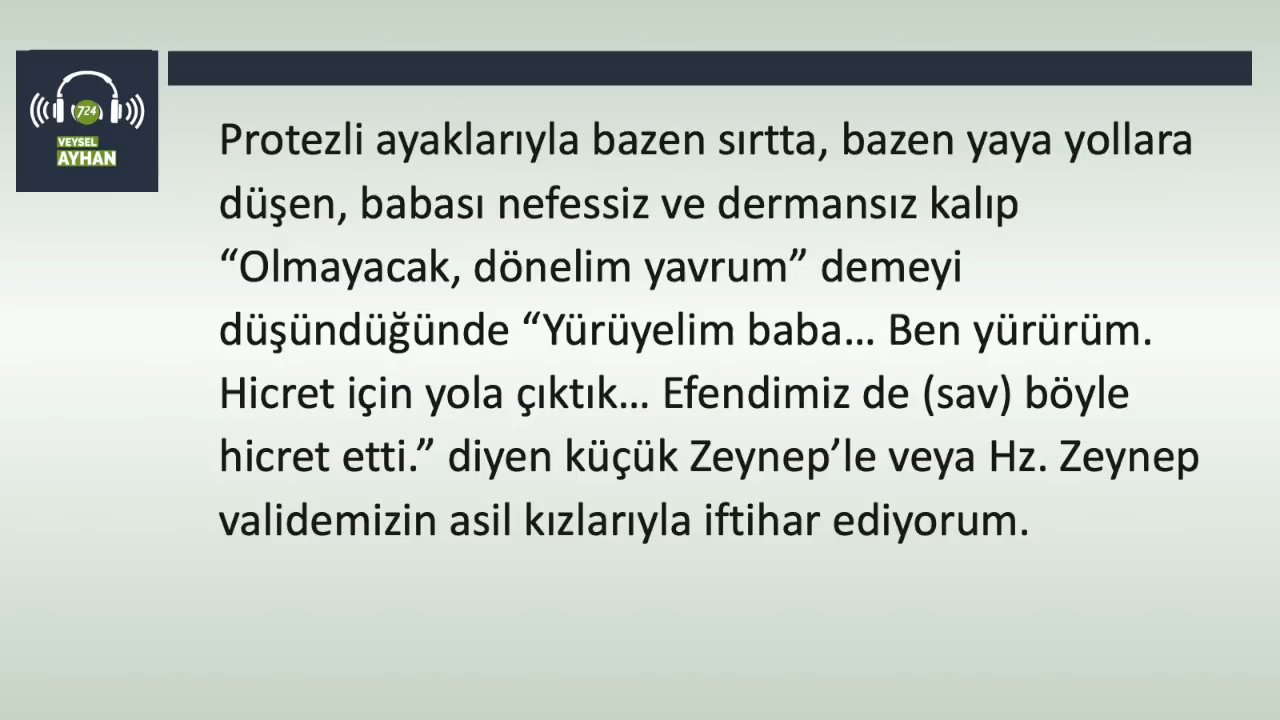 724
VEYSEL
AYHAN
Protezli ayaklarıyla bazen sırtta, bazen yaya yollara
düşen, babası nefessiz ve dermansız kalıp
“Olmayacak, dönelim yavrum” demeyi
düşündüğünde “Yürüyelim baba... Ben yürürüm.
Hicret için yola çıktık... Efendimiz de (sav) böyle
hicret etti.” diyen küçük Zeynep’le veya Hz. Zeynep
validemizin asil kızlarıyla iftihar ediyorum.